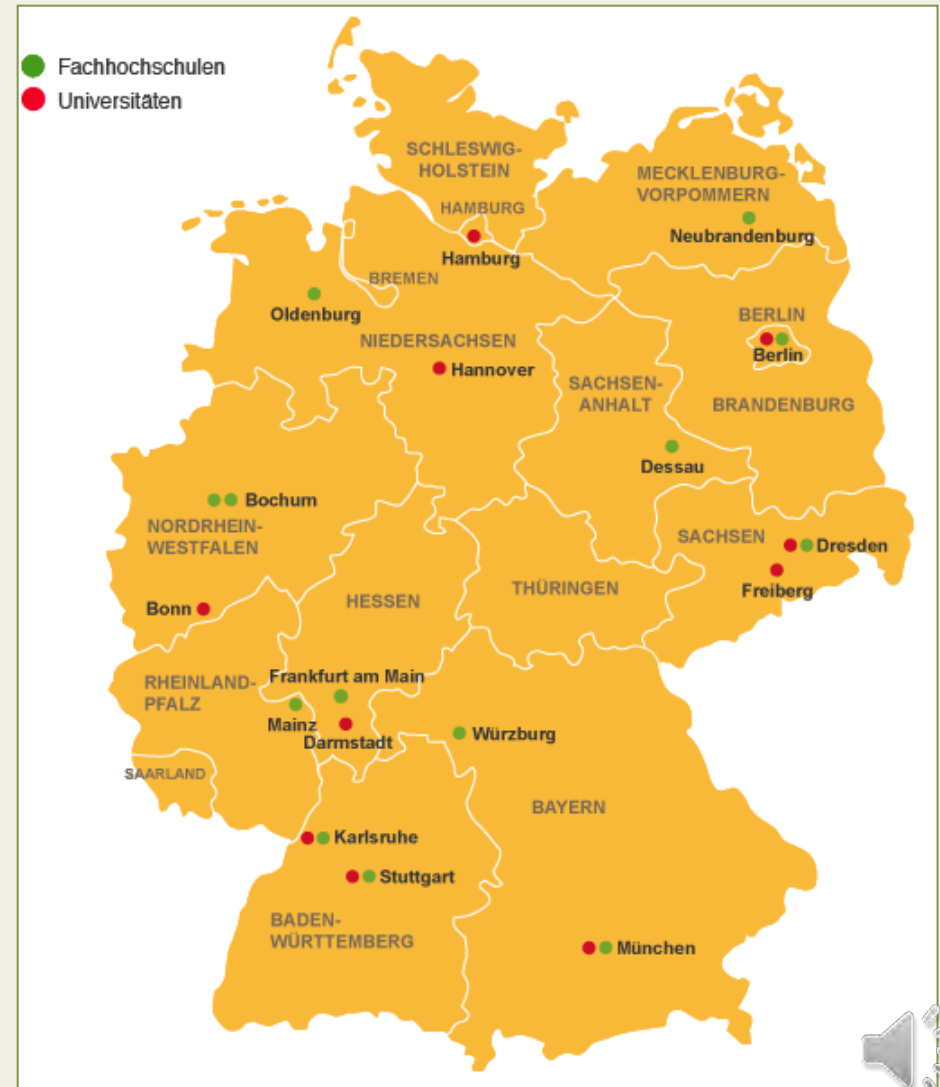 Fachhochschulen
Universitäten
SCHLESWIG-
HOLSTEIN
MECKLENBURG-
VORPOMMERN
HAMBURG
Neubrandenburg
Hamburg
BREMEN
Oldenburg
BERLIN
NIEDERSACHSEN
Berlin
Hannover
SACHSEN-
ANHALT
BRANDENBURG
Dessau
Bochum
NORDRHEIN-
WESTFALEN
SACHSEN
Dresden
THÜRINGEN
Freiberg
HESSEN
Bonn
Frankfurt am Main
RHEINLAND-
PFALZ
Mainz
Darmstadt
Würzburg
SAARLAND
BAYERN
Karlsruhe
Stuttgart
BADEN-
WÜRTTEMBERG
München